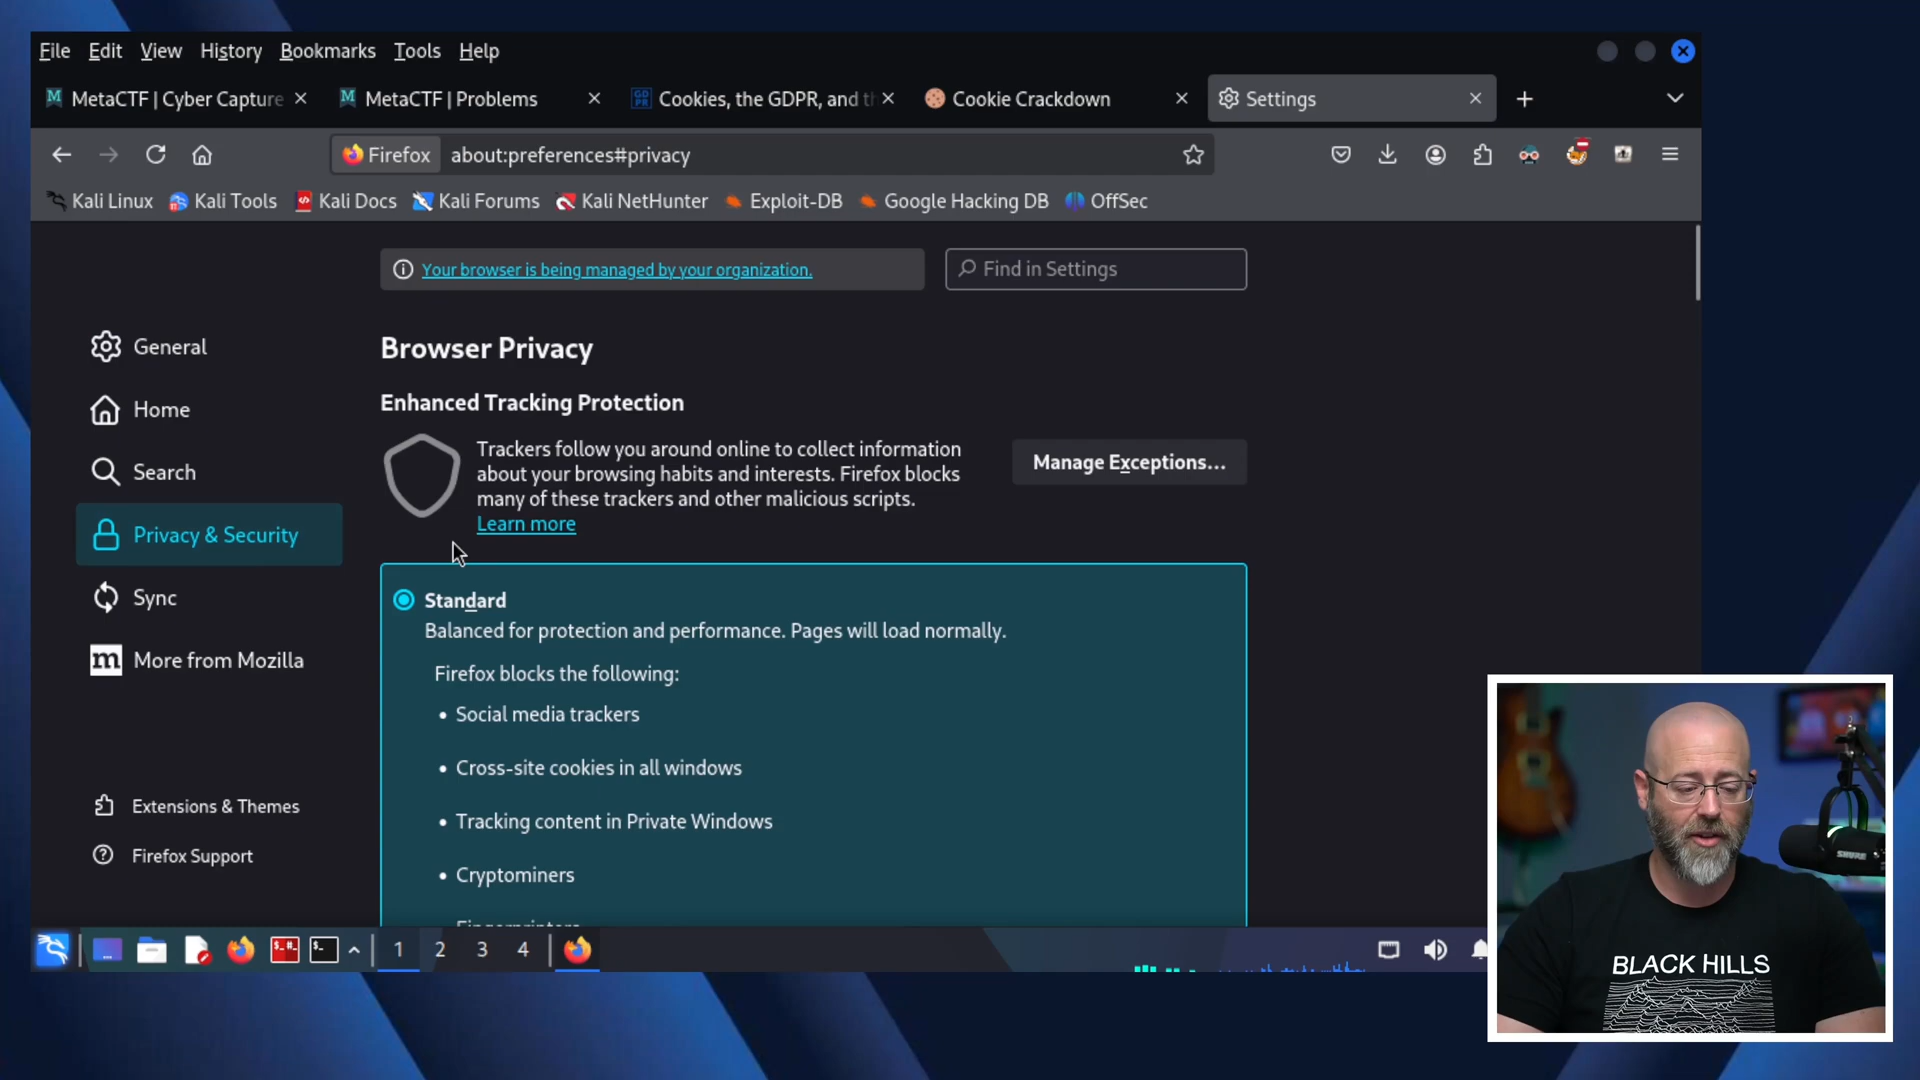 File Edit View History Bookmarks Tools Help
MetaCTF | Cyber Capture
MetaCTF | Problems
Cookies, the GDPR, and th
Cookie Crackdown
Settings
Firefox about:preferences#privacy
Kali Linux Kali Tools Kali Docs Kali Forums Kali NetHunter Exploit-DB Google Hacking DB OffSec
Your browser is being managed by your organization.
Find in Settings
General
Home
Search
Privacy & Security
Sync
More from Mozilla
Extensions & Themes
Firefox Support
Browser Privacy
Enhanced Tracking Protection
Trackers follow you around online to collect information
about your browsing habits and interests. Firefox blocks
many of these trackers and other malicious scripts.
Learn more
Manage Exceptions...
Standard
Balanced for protection and performance. Pages will load normally.
Firefox blocks the following:
• Social media trackers
• Cross-site cookies in all windows
• Tracking content in Private Windows
• Cryptominers
Fingerprinters
1 2 3 4
SHURE
BLACK HILLS